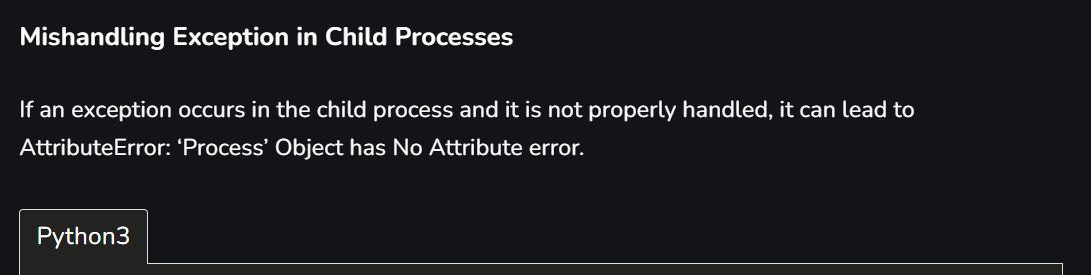 Mishandling Exception in Child Processes
If an exception occurs in the child process and it is not properly handled, it can lead to
AttributeError: ‘Process’ Object has No Attribute error.
Python3